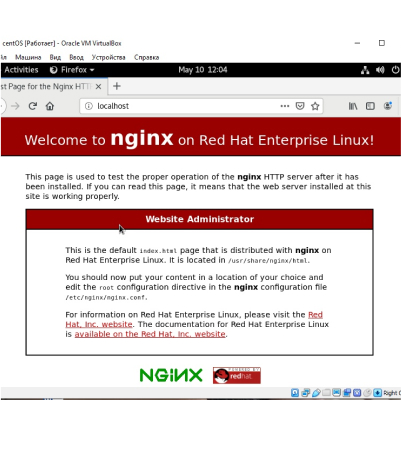 centOS [Работает] - Oracle VM VirtualBox
Машина Вид Ввод Устройства Справка
Activities Firefox May 10 12:04
st Page for the Nginx HTT
localhost
Welcome to nginx on Red Hat Enterprise Linux!
This page is used to test the proper operation of the nginx HTTP server after it has
been installed. If you can read this page, it means that the web server installed at this
site is working properly.
Website Administrator
This is the default index.html page that is distributed with nginx on
Red Hat Enterprise Linux. It is located in /usr/share/nginx/html.
You should now put your content in a location of your choice and
edit the root configuration directive in the nginx configuration file
/etc/nginx/nginx.conf.
For information on Red Hat Enterprise Linux, please visit the Red
Hat, Inc. website. The documentation for Red Hat Enterprise Linux
is available on the Red Hat, Inc. website.
NGINX POWERED BY
redhat
Right C